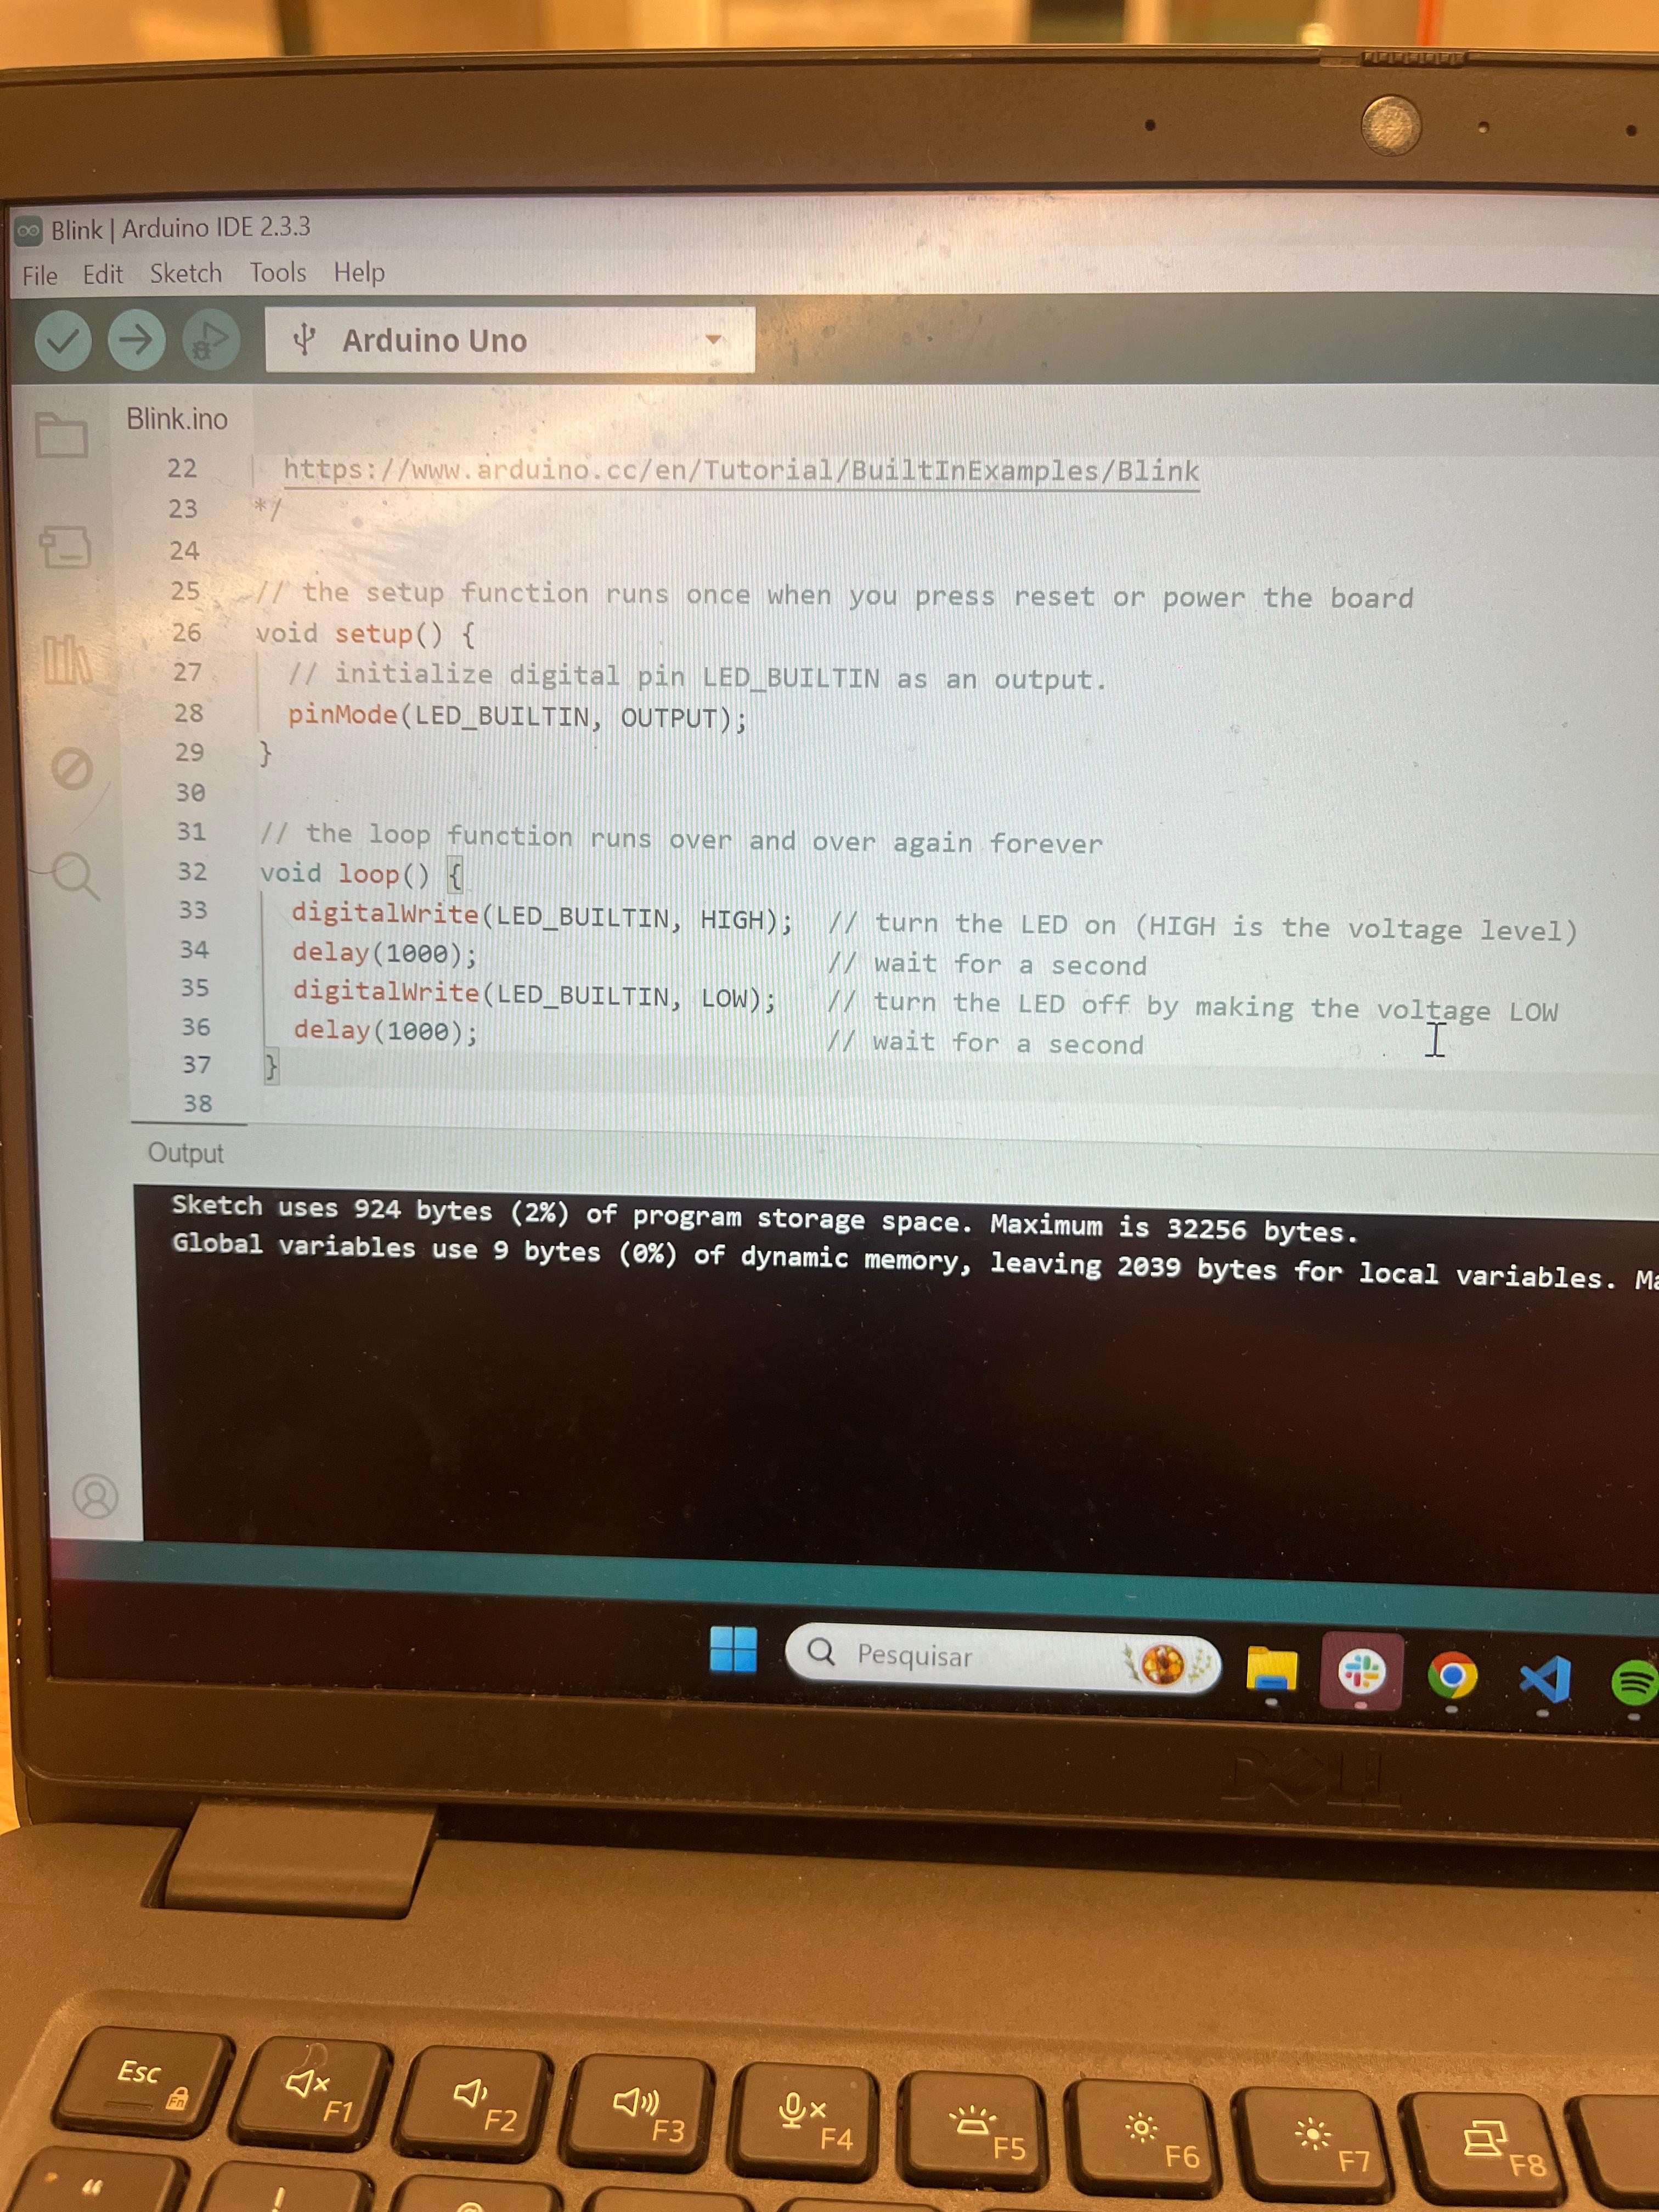 Blink | Arduino IDE 2.3.3
File Edit Sketch Tools Help
Arduino Uno
Blink.ino
22 https://www.arduino.cc/en/Tutorial/BuiltInExamples/Blink
23 */
24
25 // the setup function runs once when you press reset or power the board
26 void setup() {
27 // initialize digital pin LED_BUILTIN as an output.
28 pinMode(LED_BUILTIN, OUTPUT);
29 }
30
31 // the loop function runs over and over again forever
32 void loop() {
33 digitalWrite(LED_BUILTIN, HIGH); // turn the LED on (HIGH is the voltage level)
34 delay(1000); // wait for a second
35 digitalWrite(LED_BUILTIN, LOW); // turn the LED off by making the voltage LOW
36 delay(1000); // wait for a second
37 }
38
Output
Sketch uses 924 bytes (2%) of program storage space. Maximum is 32256 bytes.
Global variables use 9 bytes (0%) of dynamic memory, leaving 2039 bytes for local variables. Ma
Pesquisar
DELL
Esc Fn F1 F2 F3 F4 F5 F6 F7 F8
“ !